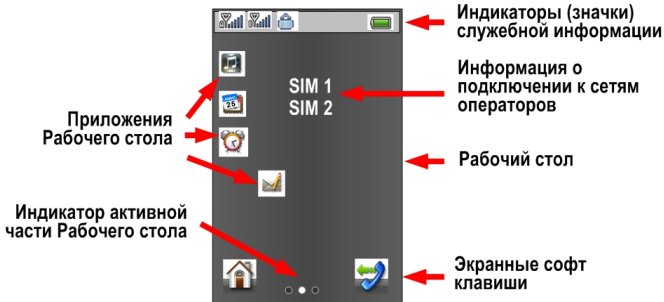 Индикаторы (значки)
служебной информации
SIM 1
SIM 2
Информация о
подключении к сетям
операторов
Приложения
Рабочего стола
Рабочий стол
Индикатор активной
части Рабочего стола
Экранные софт
клавиши